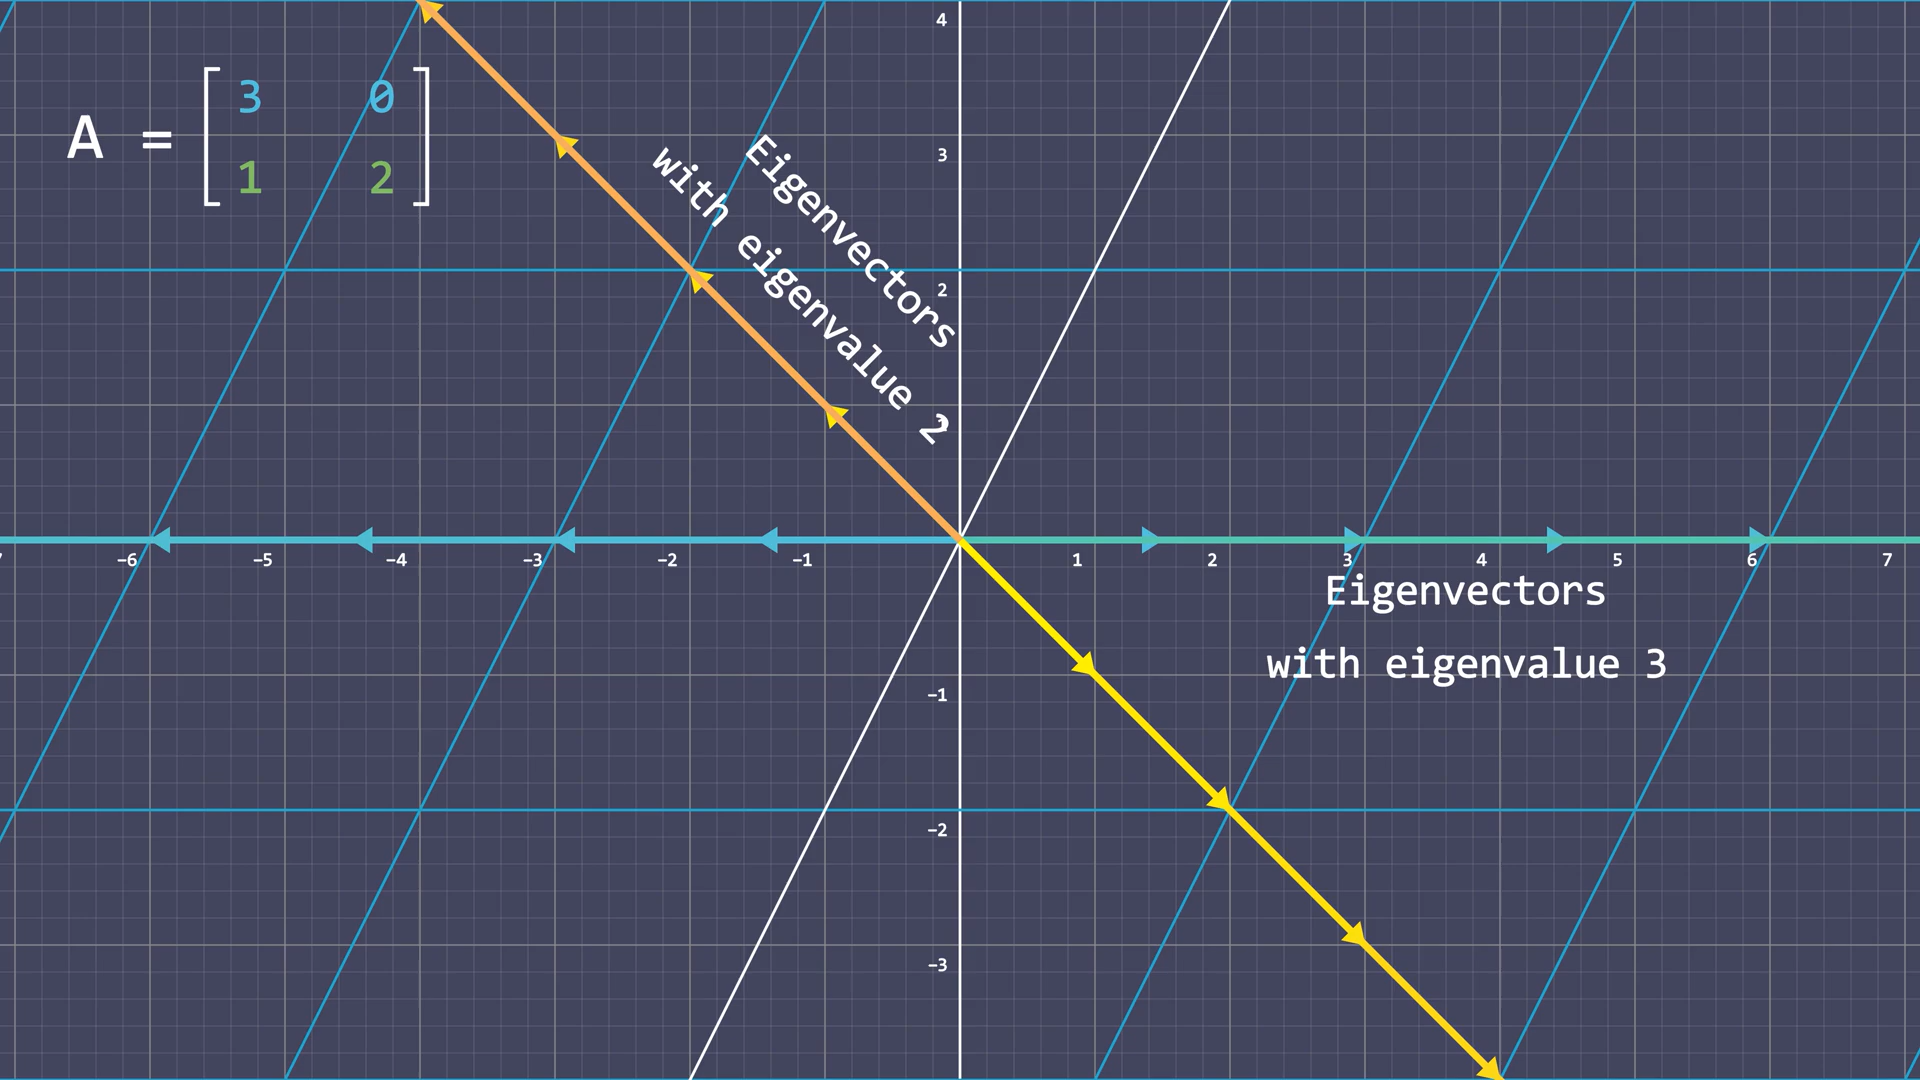 A = [ 3 0
1 2 ]
Eigenvectors
with eigenvalue 2
Eigenvectors
with eigenvalue 3
4
3
2
1
-1
-2
-3
-6 -5 -4 -3 -2 -1 1 2 3 4 5 6 7